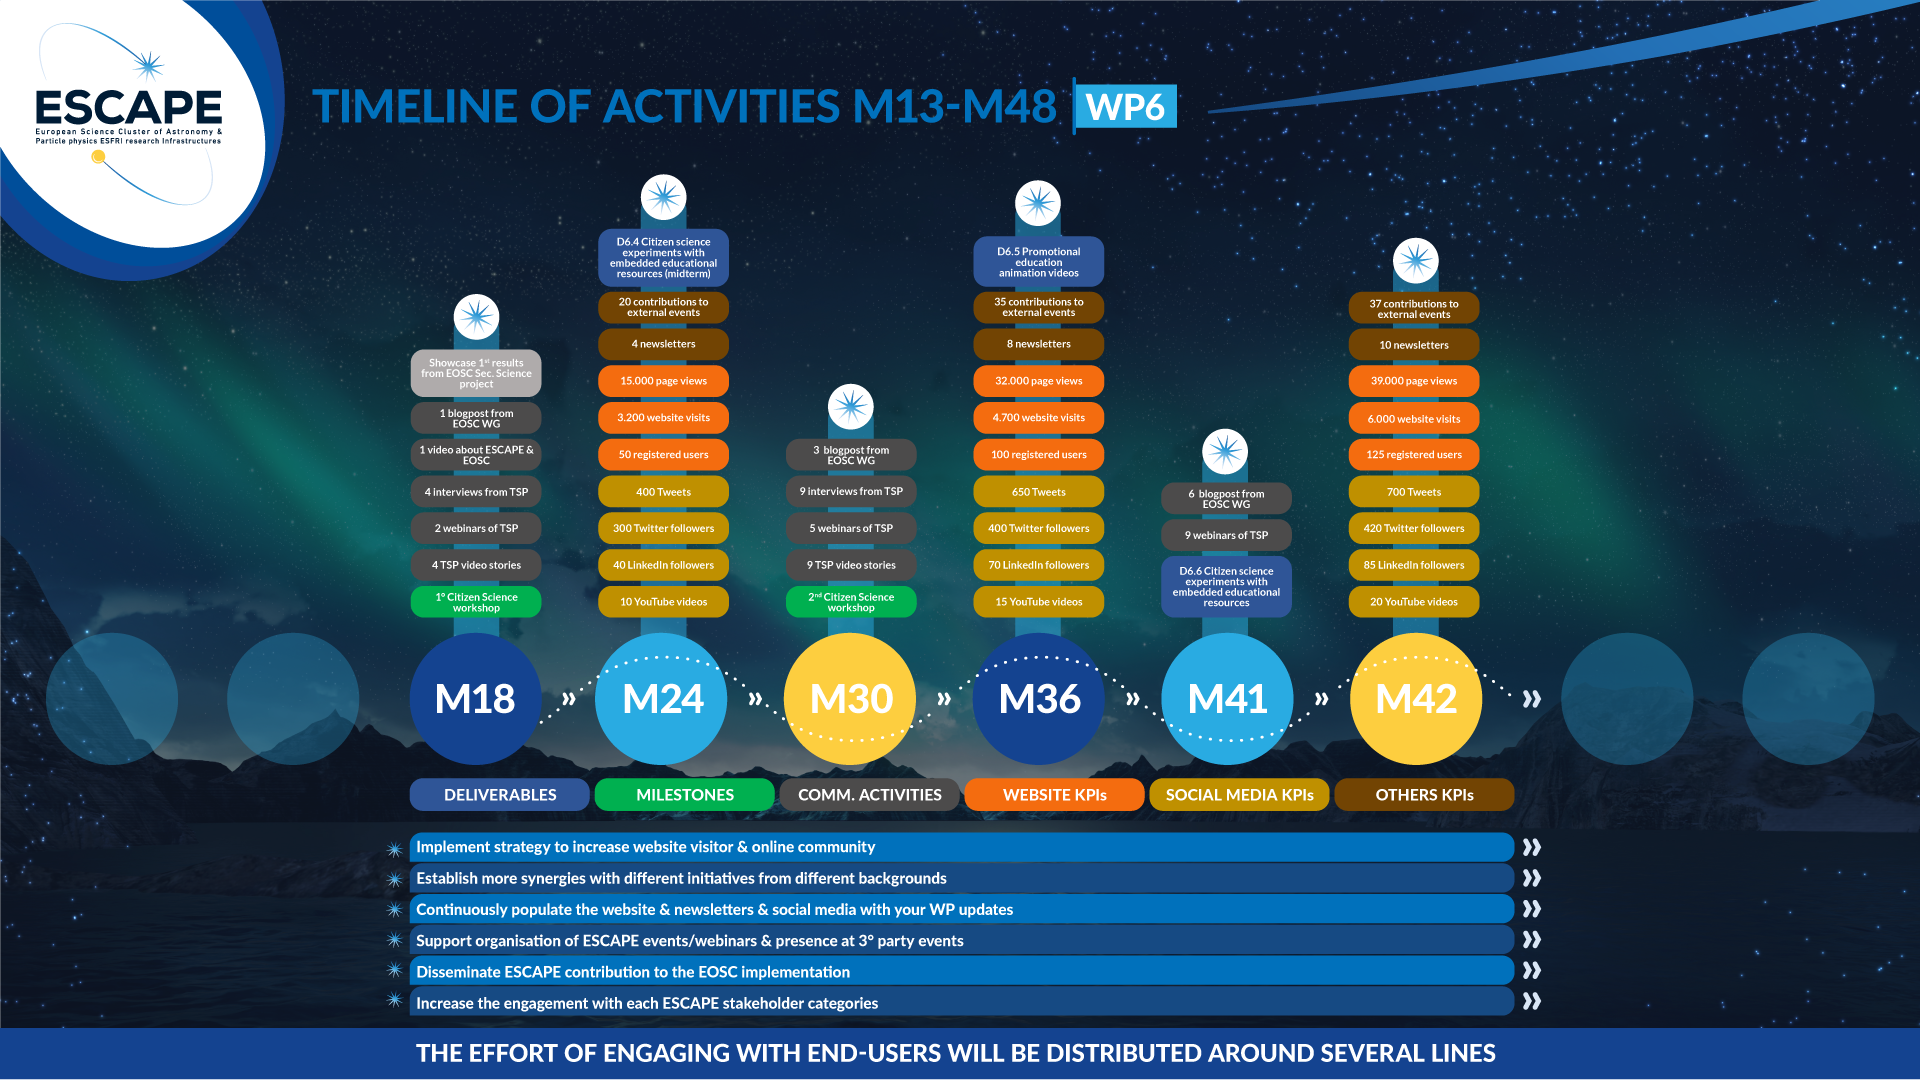 ESCAPE
European Science Cluster of Astronomy &
Particle physics ESFRI research Infrastructures
TIMELINE OF ACTIVITIES M13-M48 WP6
Showcase 1st results
from EOSC Sec. Science
project
1 blogpost from
EOSC WG
1 video about ESCAPE &
EOSC
4 interviews from TSP
2 webinars of TSP
4 TSP video stories
1° Citizen Science
workshop
M18
D6.4 Citizen science
experiments with
embedded educational
resources (midterm)
20 contributions to
external events
4 newsletters
15.000 page views
3.200 website visits
50 registered users
400 Tweets
300 Twitter followers
40 LinkedIn followers
10 YouTube videos
M24
3 blogpost from
EOSC WG
9 interviews from TSP
5 webinars of TSP
9 TSP video stories
2nd Citizen Science
workshop
M30
D6.5 Promotional
education
animation videos
35 contributions to
external events
8 newsletters
32.000 page views
4.700 website visits
100 registered users
650 Tweets
400 Twitter followers
70 LinkedIn followers
15 YouTube videos
M36
6 blogpost from
EOSC WG
9 webinars of TSP
D6.6 Citizen science
experiments with
embedded educational
resources
M41
37 contributions to
external events
10 newsletters
39.000 page views
6.000 website visits
125 registered users
700 Tweets
420 Twitter followers
85 LinkedIn followers
20 YouTube videos
M42
DELIVERABLES
MILESTONES
COMM. ACTIVITIES
WEBSITE KPIs
SOCIAL MEDIA KPIs
OTHERS KPIs
Implement strategy to increase website visitor & online community
Establish more synergies with different initiatives from different backgrounds
Continuously populate the website & newsletters & social media with your WP updates
Support organisation of ESCAPE events/webinars & presence at 3° party events
Disseminate ESCAPE contribution to the EOSC implementation
Increase the engagement with each ESCAPE stakeholder categories
THE EFFORT OF ENGAGING WITH END-USERS WILL BE DISTRIBUTED AROUND SEVERAL LINES